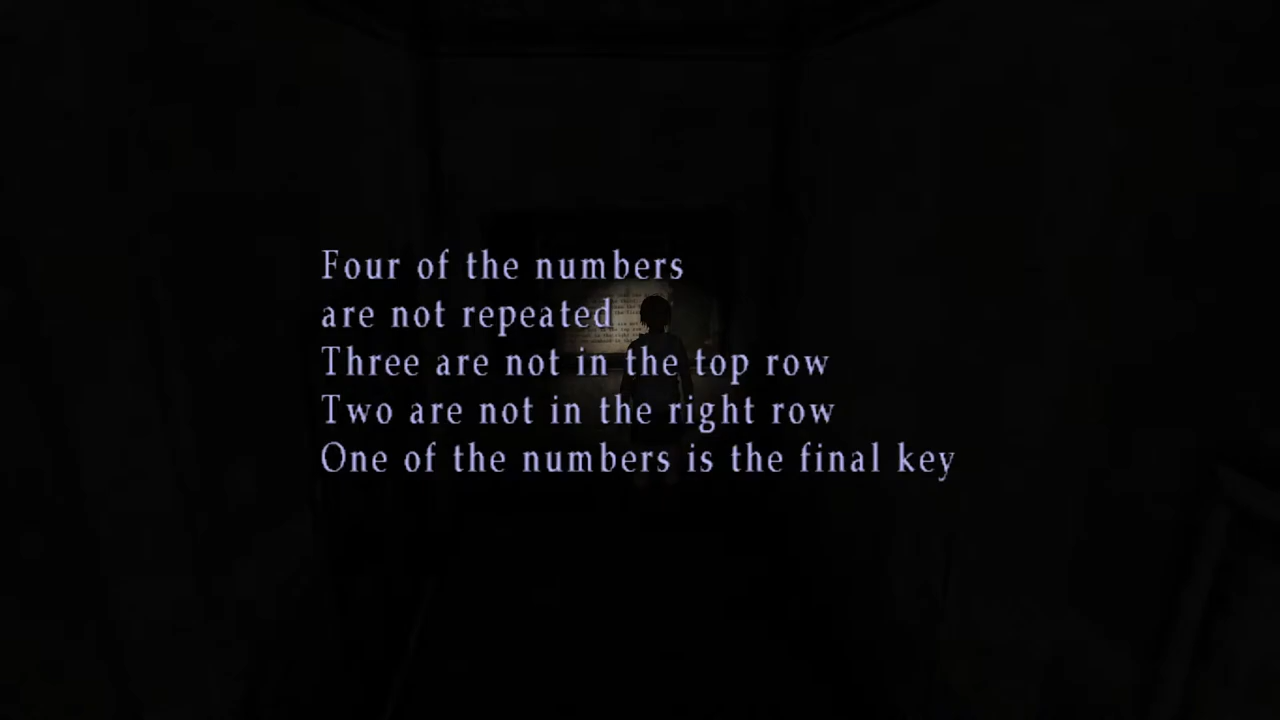 Four of the numbers
are not repeated
Three are not in the top row
Two are not in the right row
One of the numbers is the final key